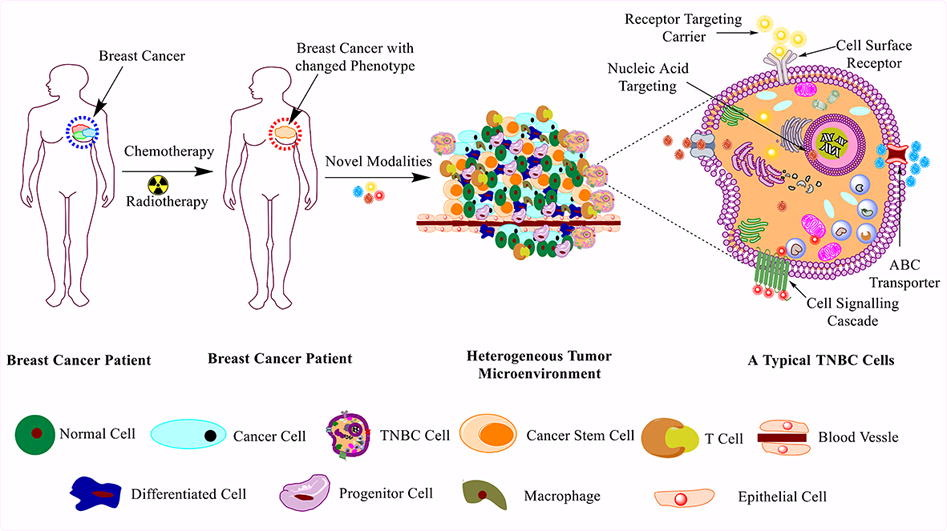 Breast Cancer
Chemotherapy
Radiotherapy
Breast Cancer with
changed Phenotype
Novel Modalities
Receptor Targeting
Carrier
Cell Surface
Receptor
Nucleic Acid
Targeting
ABC
Transporter
Cell Signalling
Cascade
Breast Cancer Patient
Breast Cancer Patient
Heterogeneous Tumor
Microenvironment
A Typical TNBC Cells
Normal Cell
Cancer Cell
TNBC Cell
Cancer Stem Cell
T Cell
Blood Vessle
Differentiated Cell
Progenitor Cell
Macrophage
Epithelial Cell